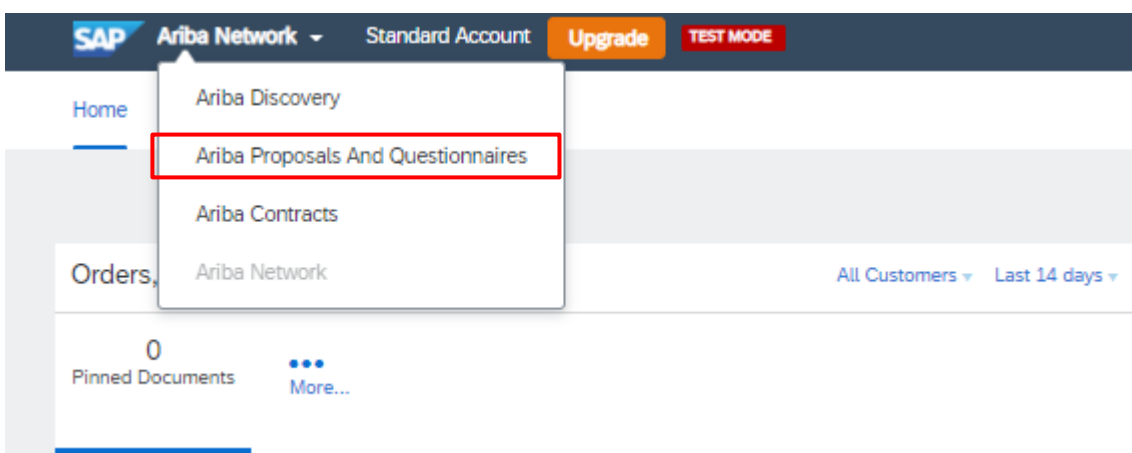 SAP Ariba Network Standard Account Upgrade TEST MODE
Home
Ariba Discovery
Ariba Proposals And Questionnaires
Ariba Contracts
Ariba Network
Orders,
All Customers Last 14 days
0
Pinned Documents
More...